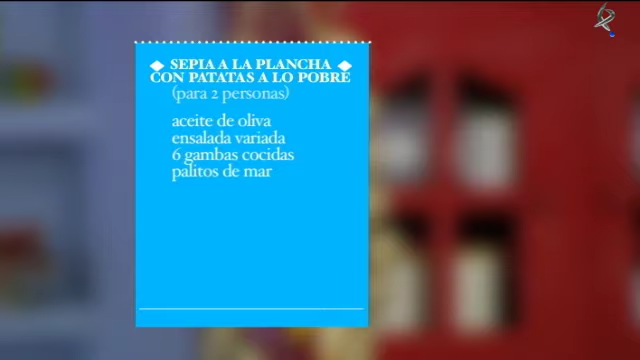 SEPIA A LA PLANCHA
CON PATATAS A LO POBRE
(para 2 personas)
aceite de oliva
ensalada variada
6 gambas cocidas
palitos de mar